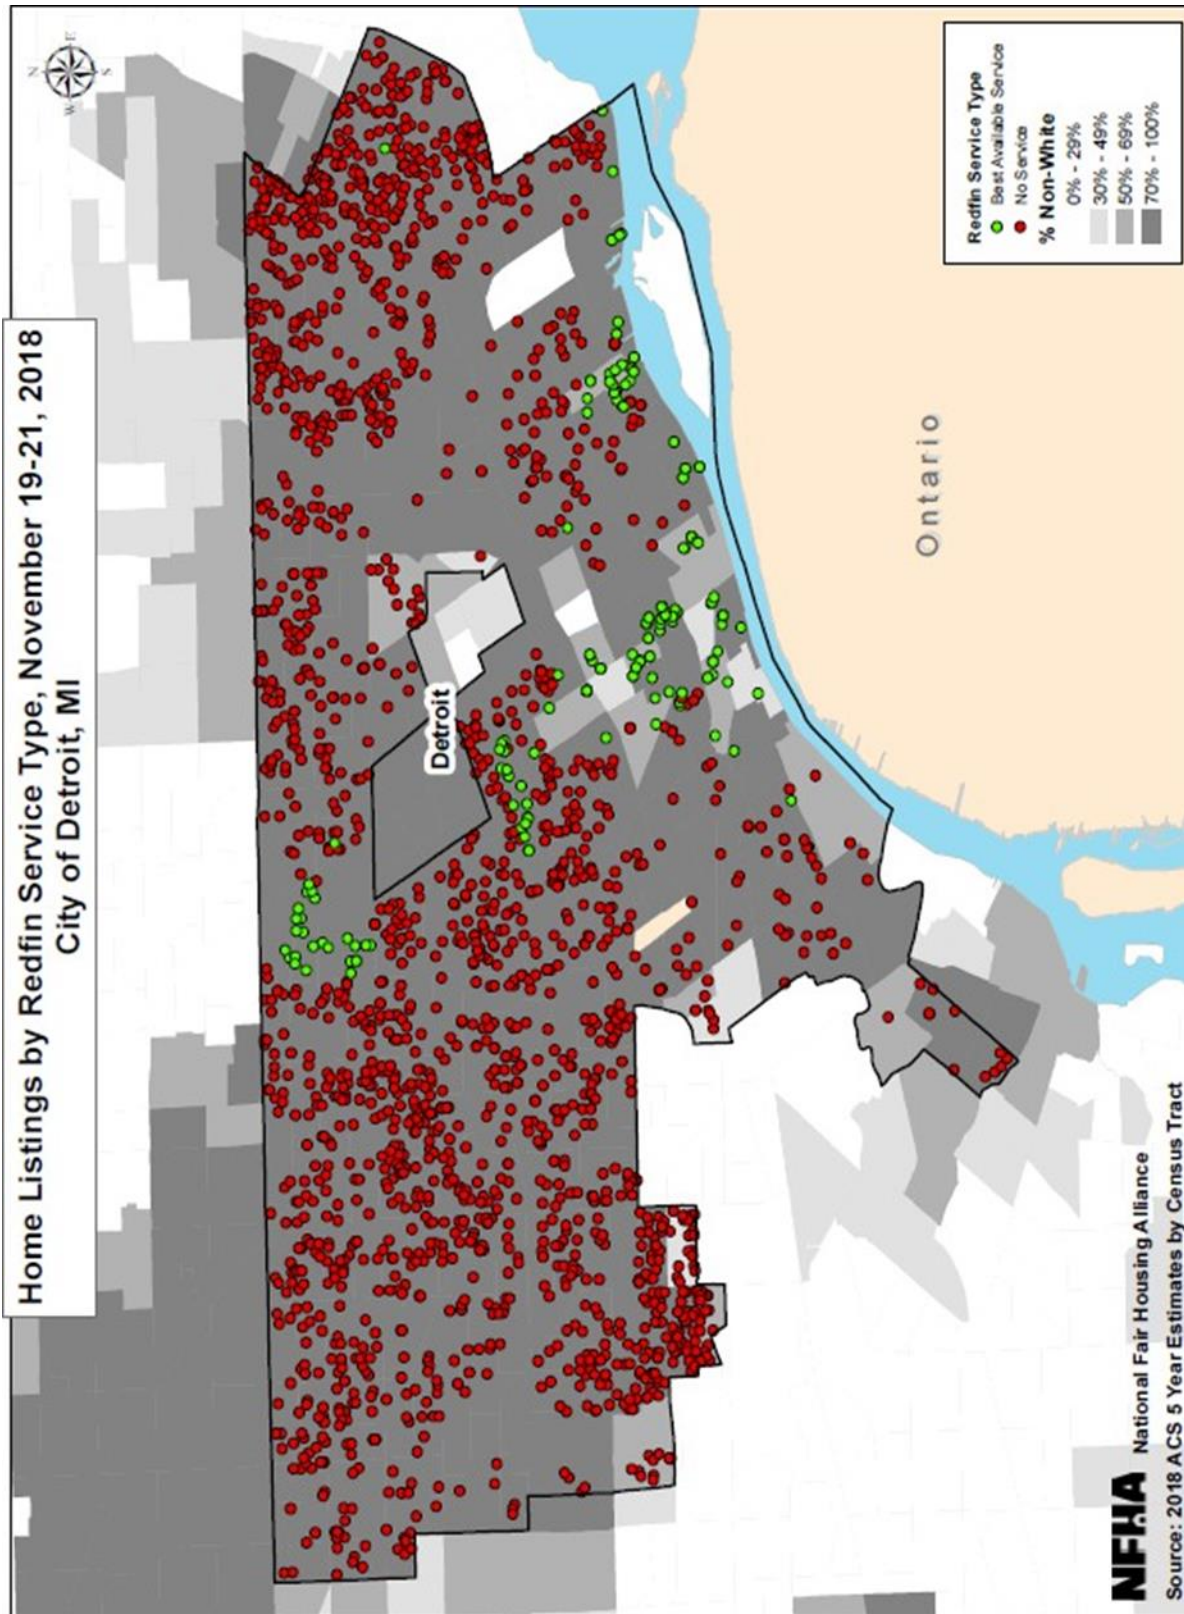 Home Listings by Redfin Service Type, November 19-21, 2018
City of Detroit, MI
N
E
S
W
Detroit
Ontario
Redfin Service Type
Best Available Service
No Service
% Non-White
0% - 29%
30% - 49%
50% - 69%
70% - 100%
NFHA National Fair Housing Alliance
Source: 2018 ACS 5 Year Estimates by Census Tract